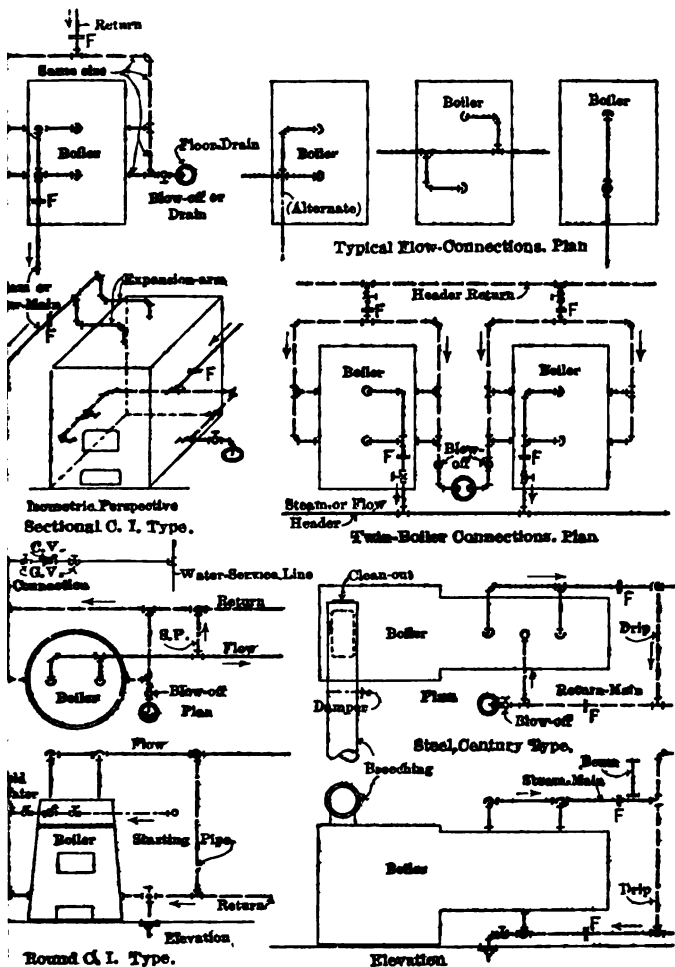 Return
F
Same size
Boiler
Floor Drain
F
Blow-off or
Drain
Boiler
(Alternate)
Boiler
Boiler
Typical Flow-Connections. Plan
Expansion-arm
F
F
Isometric Perspective
Sectional C. I. Type.
Header Return
F
F
Boiler
Boiler
Blow-
off
F
F
Steam or Flow
Header
Twin-Boiler Connections. Plan
C.V.
G.V.
Connection
Water-Service Line
Return
S.P.
Flow
Boiler
Blow-off
Plan
Clean-out
Boiler
F
Drip
Damper
Plan
Return-Main
Blow-off
F
Steel, Century Type.
Flow
Boiler
Starting Pipe
Return
Elevation
Round C. I. Type.
Breeching
Steam-Main
F
Boiler
Drip
F
Elevation